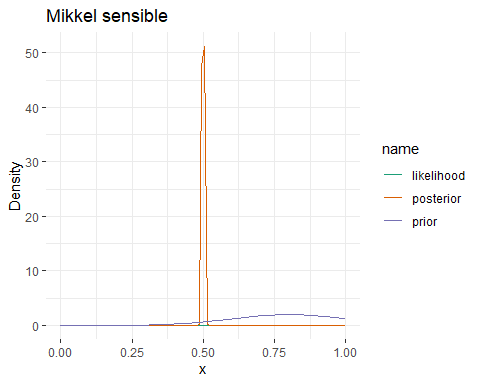 Mikkel sensible
50
40
30
20
10
0
Density
0.00 0.25 0.50 0.75 1.00
x
name
likelihood
posterior
prior